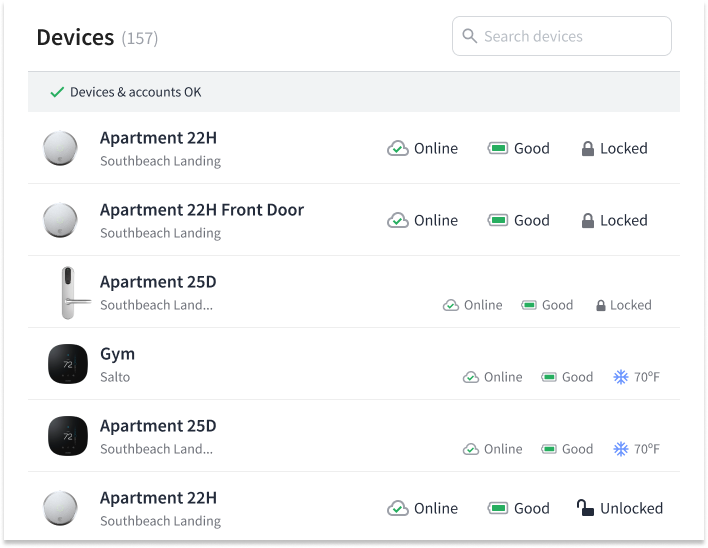 Devices (157)
Search devices
Devices & accounts OK
Apartment 22H
Southbeach Landing
Online Good Locked
Apartment 22H Front Door
Southbeach Landing
Online Good Locked
Apartment 25D
Southbeach Land...
Online Good Locked
72
Gym
Salto
Online Good 70°F
72
Apartment 25D
Southbeach Land...
Online Good 70°F
Apartment 22H
Southbeach Landing
Online Good Unlocked